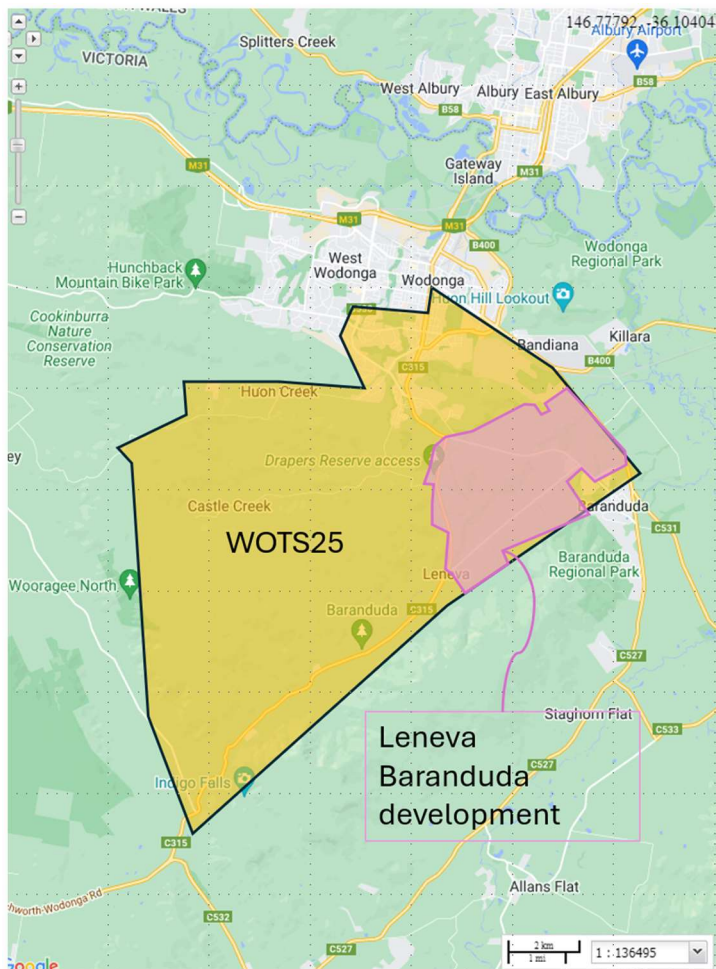 WALES
146.77792, -36.10404
Splitters Creek
Albury Airport
VICTORIA
West Albury
Albury
East Albury
B58
B58
M31
Gateway
Island
M31
M31
M31
B400
West
Wodonga
Wodonga
Regional Park
Hunchback
Mountain Bike Park
Wodonga
Huon Hill Lookout
Cookinburra
Nature
Conservation
Reserve
Killara
Bandiana
B400
C315
Huon Creek
ey
Drapers Reserve access
Castle Creek
Baranduda
C531
WOTS25
Baranduda
Regional Park
Leneva
Wooragee North
Baranduda
C315
C527
Staghorn Flat
C533
Leneva
Baranduda
development
C527
Indigo Falls
C315
Allans Flat
chworth-Wodonga Rd
C532
C527
2 km
1 mi
1 : 136495
Google